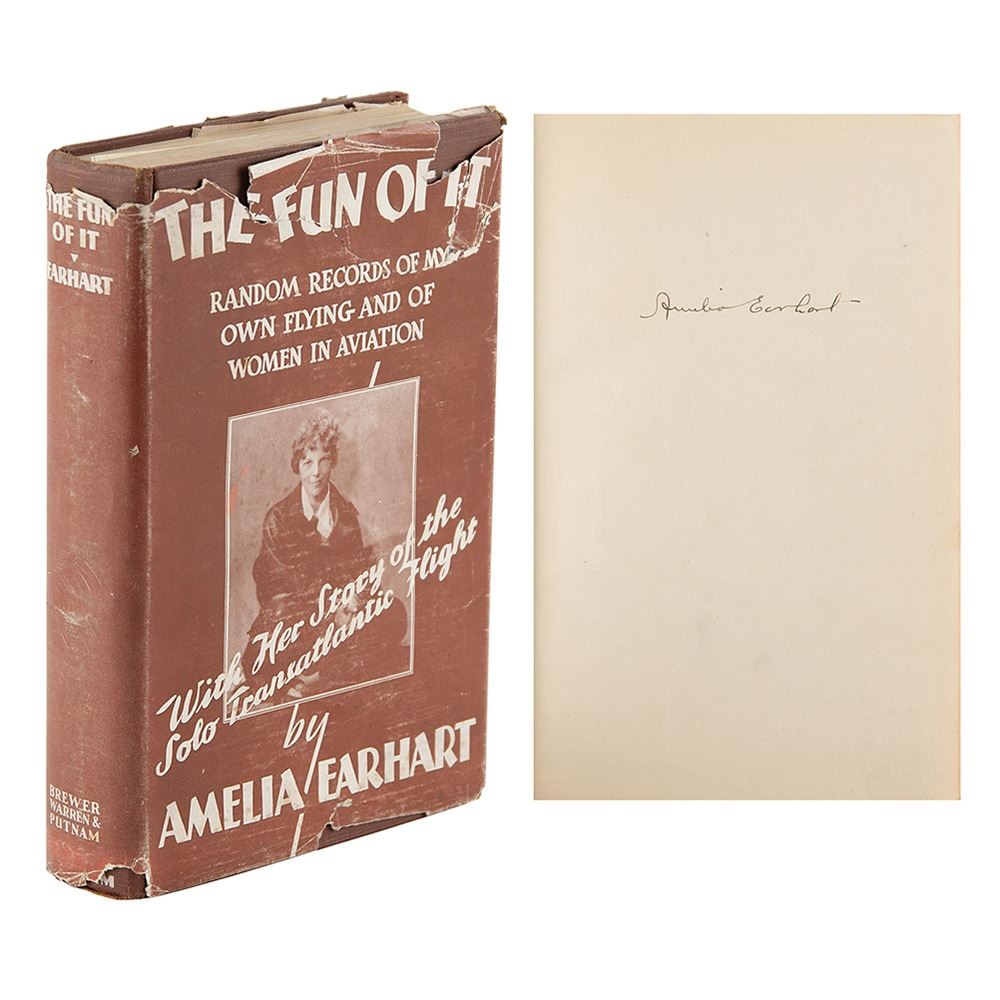 THE FUN
OF IT
EARHART
BREWER
WARREN &
PUTNAM
THE FUN OF IT
RANDOM RECORDS OF MY
OWN FLYING AND OF
WOMEN IN AVIATION
With Her Story of the
Solo Transatlantic Flight
by
AMELIA EARHART
Amelia Earhart